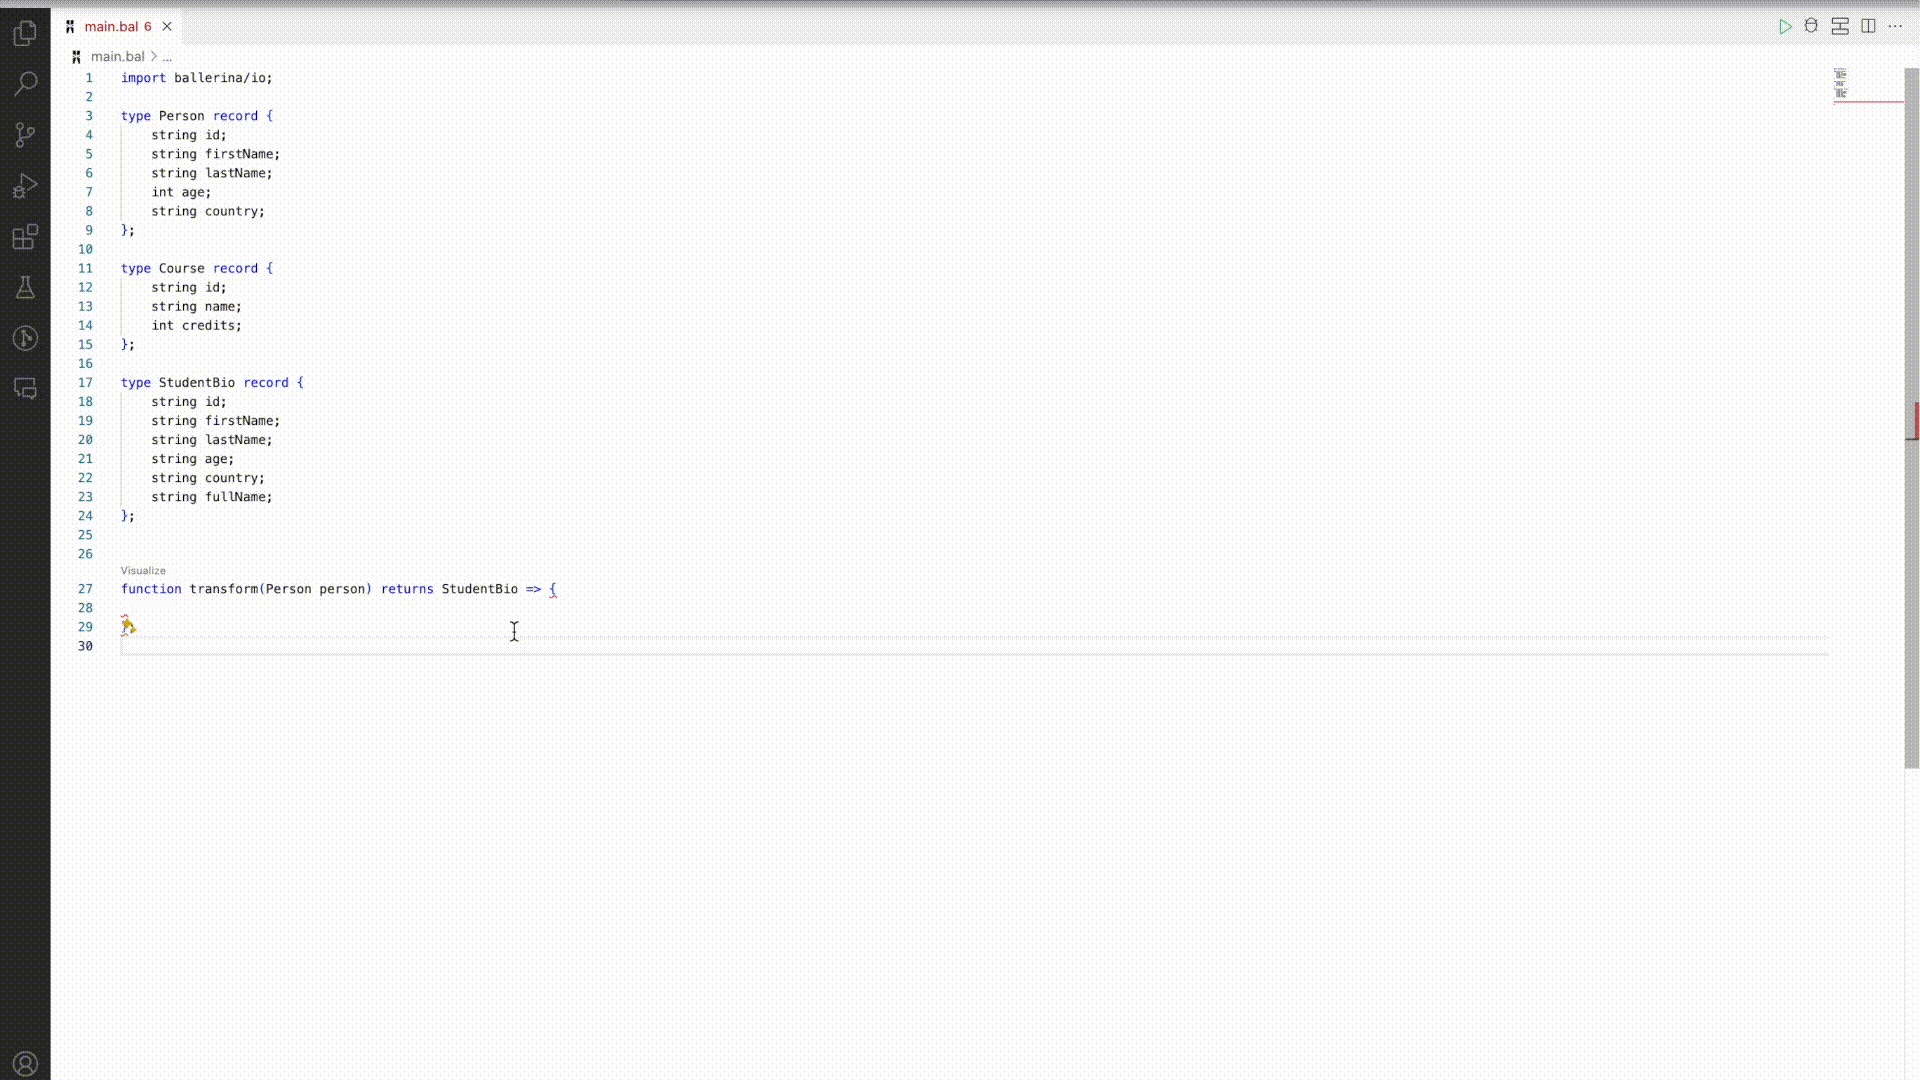 main.bal 6
main.bal > ...
1 import ballerina/io;
2
3 type Person record {
4 string id;
5 string firstName;
6 string lastName;
7 int age;
8 string country;
9 };
10
11 type Course record {
12 string id;
13 string name;
14 int credits;
15 };
16
17 type StudentBio record {
18 string id;
19 string firstName;
20 string lastName;
21 string age;
22 string country;
23 string fullName;
24 };
25
26
Visualize
27 function transform(Person person) returns StudentBio => {
28
29 }
30